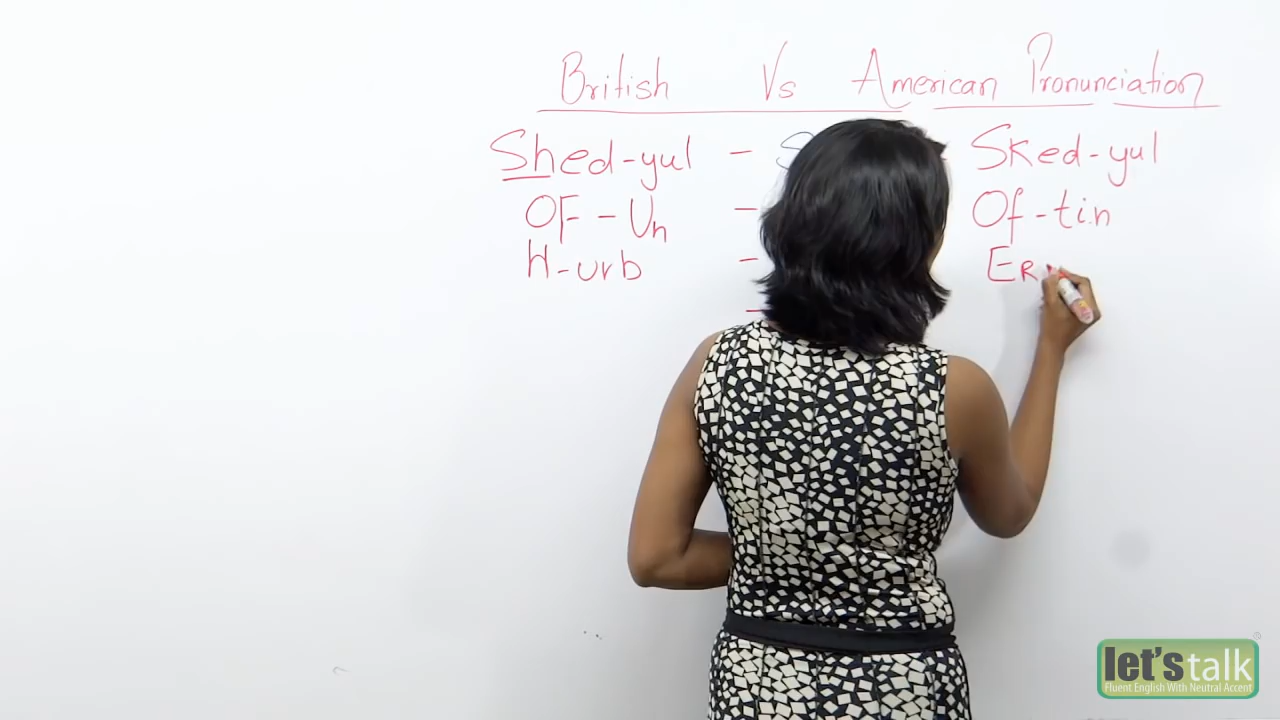 British Vs American Pronunciation
Shed-yul - S Sked-yul
OF - Un - Of-tin
H-urb - ER
-
let's talk
Fluent English With Neutral Accent